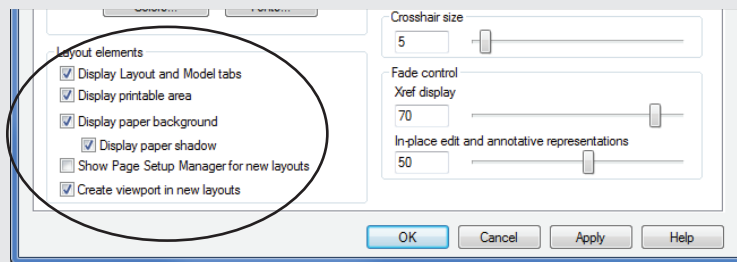 Colors...
Fonts...
Crosshair size
5
Layout elements
Display Layout and Model tabs
Display printable area
Display paper background
Display paper shadow
Show Page Setup Manager for new layouts
Create viewport in new layouts
Fade control
Xref display
70
In-place edit and annotative representations
50
OK
Cancel
Apply
Help